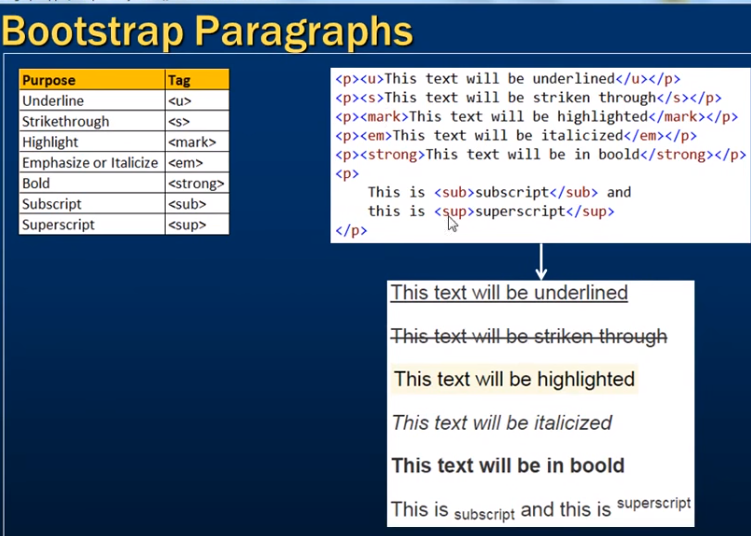 Bootstrap Paragraphs
Purpose Tag
Underline <u>
Strikethrough <s>
Highlight <mark>
Emphasize or Italicize <em>
Bold <strong>
Subscript <sub>
Superscript <sup>
<p><u>This text will be underlined</u></p>
<p><s>This text will be striken through</s></p>
<p><mark>This text will be highlighted</mark></p>
<p><em>This text will be italicized</em></p>
<p><strong>This text will be in boold</strong></p>
<p>
This is <sub>subscript</sub> and
this is <sup>superscript</sup>
</p>
This text will be underlined
This text will be striken through
This text will be highlighted
This text will be italicized
This text will be in boold
This is subscript and this is superscript